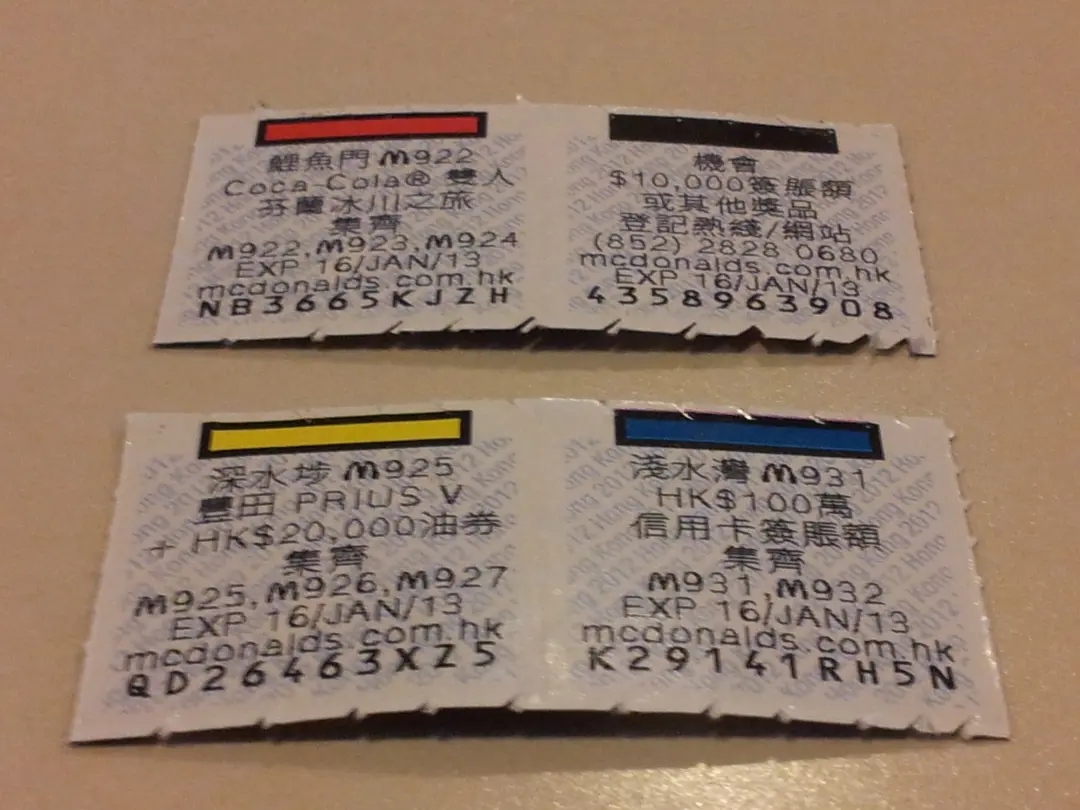 鯉魚門 M922
Coca-Cola® 雙人
芬蘭冰川之旅
集齊
M922, M923, M924
EXP 16/JAN/13
mcdonalds.com.hk
NB3665KJZH
機會
$10,000簽賬額
或其他獎品
登記熱綫/網站
(852) 2828 0680
mcdonalds.com.hk
EXP 16/JAN/13
4358963908
深水埗 M925
豐田 PRIUS V
+ HK$20,000油券
集齊
M925, M926, M927
EXP 16/JAN/13
mcdonalds.com.hk
QD26463XZ5
淺水灣 M931
HK$100萬
信用卡簽賬額
集齊
M931, M932
EXP 16/JAN/13
mcdonalds.com.hk
K29141RH5N